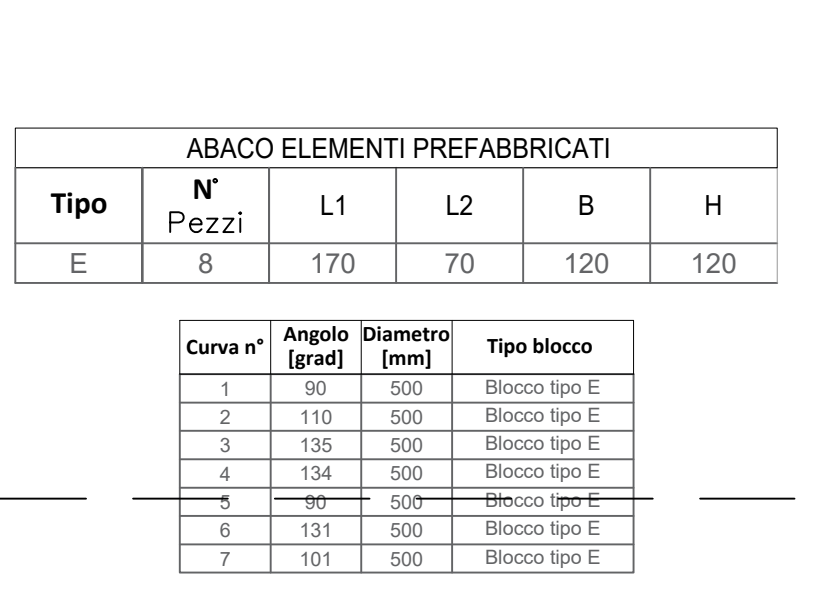 ABACO ELEMENTI PREFABBRICATI
Tipo N° Pezzi L1 L2 B H
E 8 170 70 120 120
Curva n° Angolo [grad] Diametro [mm] Tipo blocco
1 90 500 Blocco tipo E
2 110 500 Blocco tipo E
3 135 500 Blocco tipo E
4 134 500 Blocco tipo E
5 90 500 Blocco tipo E
6 131 500 Blocco tipo E
7 101 500 Blocco tipo E